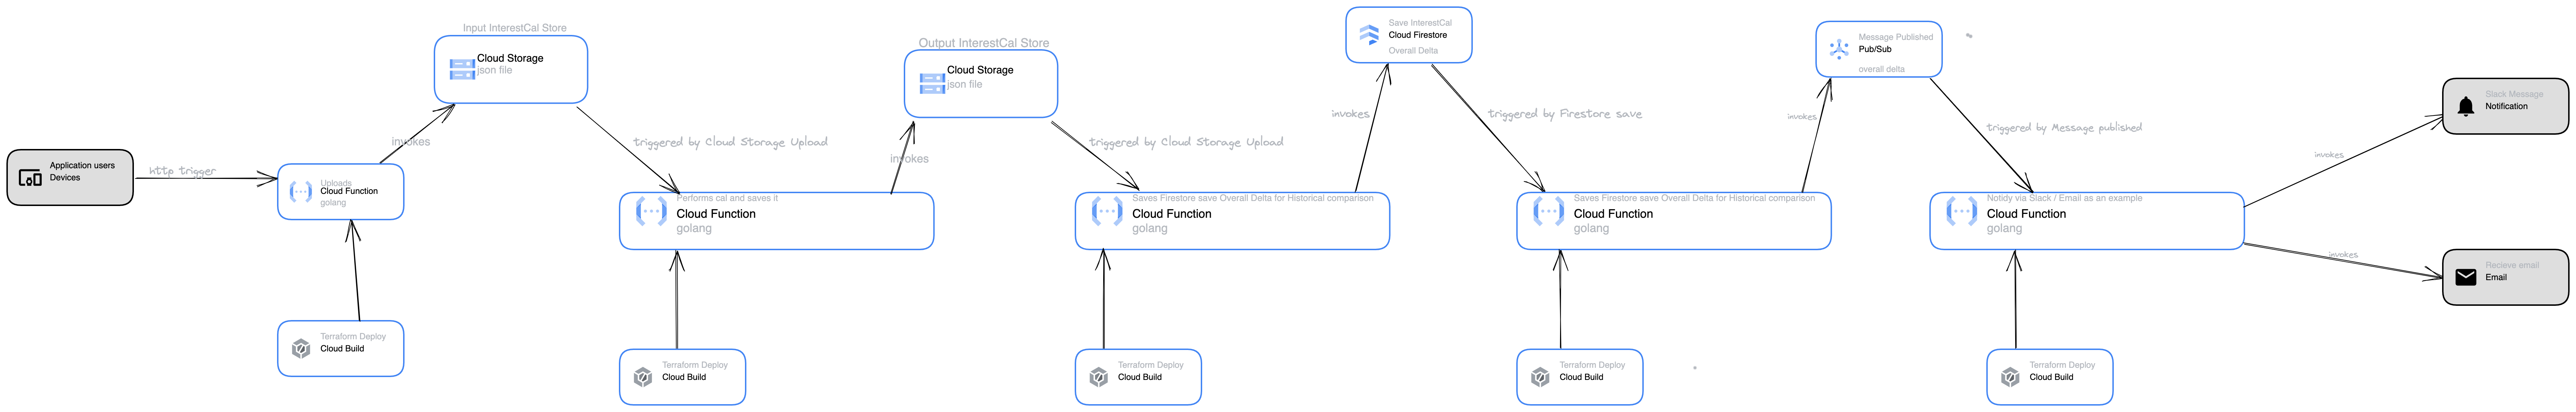 Input InterestCal Store
Cloud Storage
json file
Output InterestCal Store
Cloud Storage
json file
Save InterestCal
Cloud Firestore
Overall Delta
Message Published
Pub/Sub
overall delta
Slack Message
Notification
Application users
Devices
http trigger
invokes
triggered by Cloud Storage Upload
invokes
triggered by Cloud Storage Upload
invokes
triggered by Firestore save
invokes
triggered by Message published
invokes
invokes
Uploads
Cloud Function
golang
Performs cal and saves it
Cloud Function
golang
Saves Firestore save Overall Delta for Historical comparison
Cloud Function
golang
Saves Firestore save Overall Delta for Historical comparison
Cloud Function
golang
Notidy via Slack / Email as an example
Cloud Function
golang
Recieve email
Email
Terraform Deploy
Cloud Build
Terraform Deploy
Cloud Build
Terraform Deploy
Cloud Build
Terraform Deploy
Cloud Build
Terraform Deploy
Cloud Build